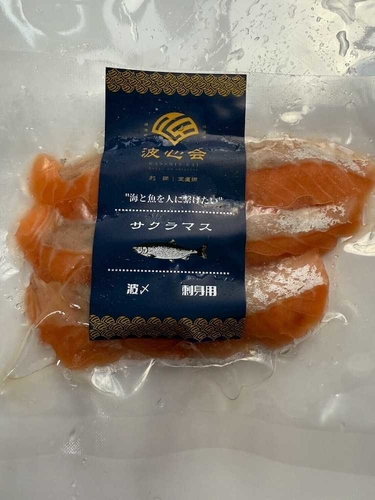 波心会
"海と魚を人に繋げたい"
サクラマス
波〆 刺身用